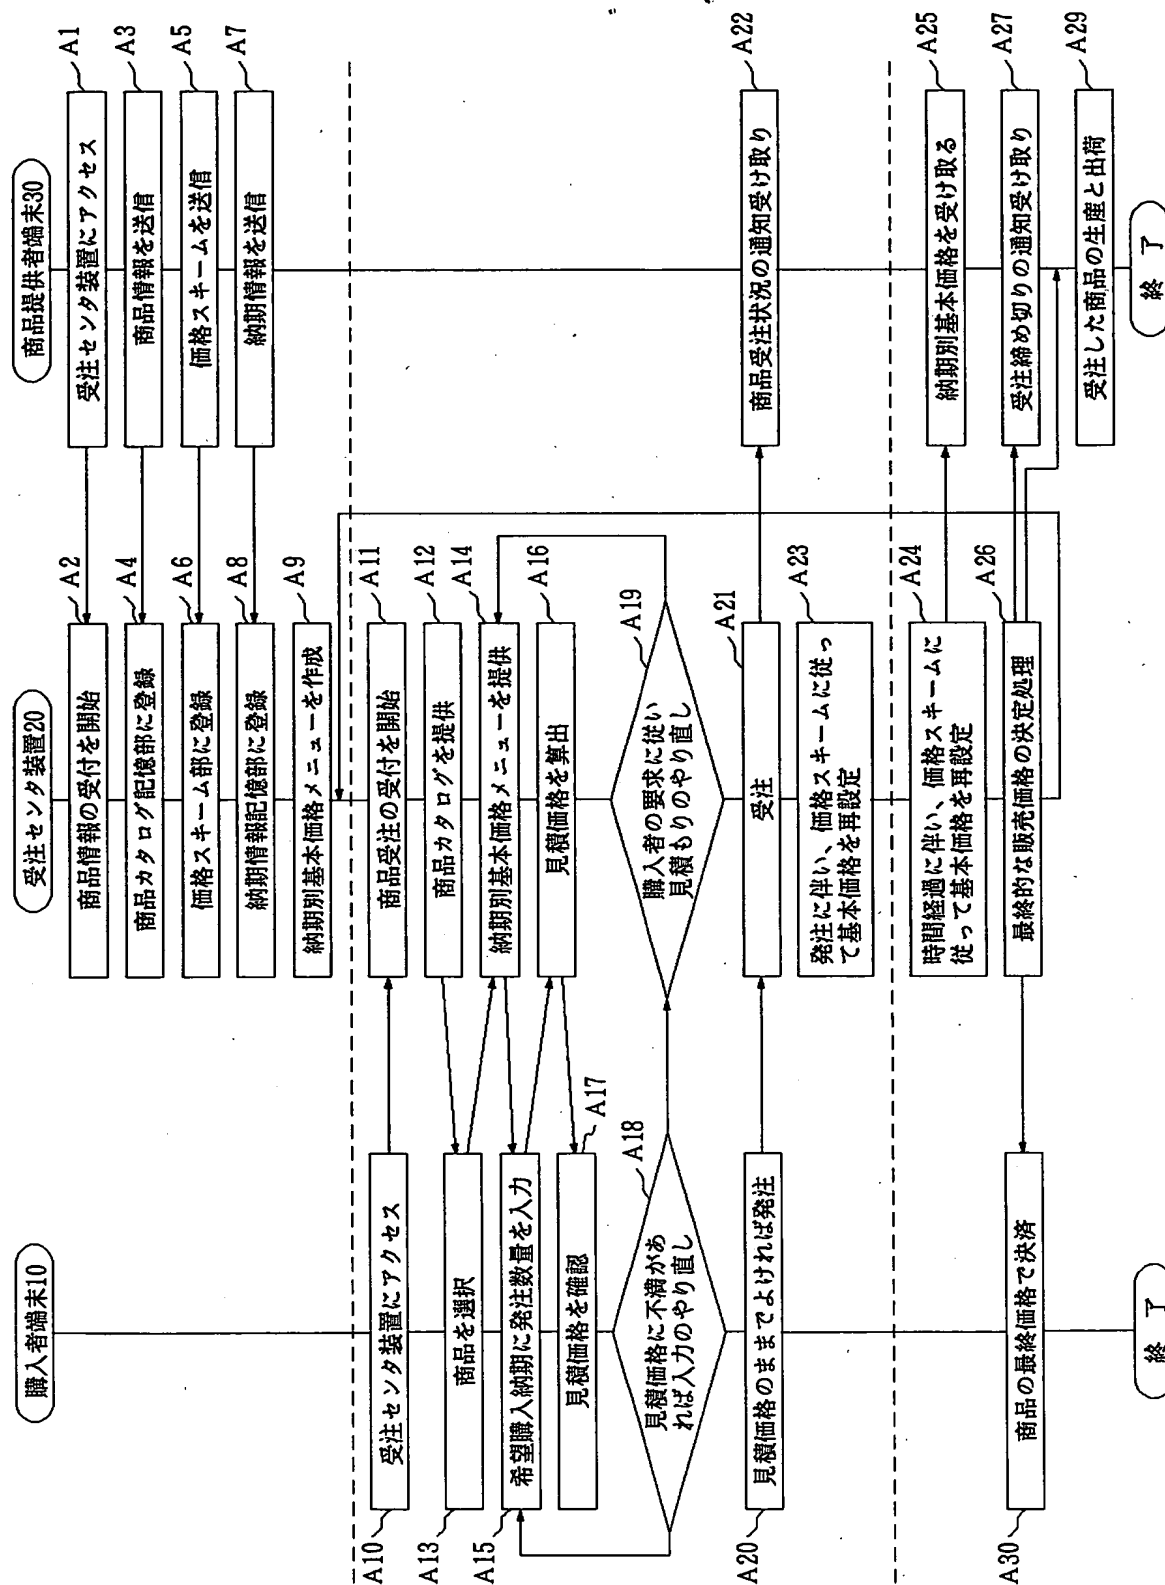 購入者端末10
受注センタ装置20
商品提供者端末30
受注センタ装置にアクセス
A1
商品情報の受付を開始
A2
商品情報を送信
A3
商品カタログ記憶部に登録
A4
価格スキームを送信
A5
価格スキーム部に登録
A6
納期情報を送信
A7
納期情報記憶部に登録
A8
納期別基本価格メニューを作成
A9
A10
受注センタ装置にアクセス
商品受注の受付を開始
A11
商品カタログを提供
A12
A13
商品を選択
納期別基本価格メニューを提供
A14
A15
希望購入納期に発注数量を入力
見積価格を算出
A16
見積価格を確認
A17
見積価格に不満があ
れば入力のやり直し
A18
購入者の要求に従い
見積もりのやり直し
A19
A20
見積価格のままでよければ発注
受注
A21
商品受注状況の通知受け取り
A22
発注に伴い、価格スキームに従っ
て基本価格を再設定
A23
時間経過に伴い、価格スキームに
従って基本価格を再設定
A24
納期別基本価格を受け取る
A25
最終的な販売価格の決定処理
A26
受注締め切りの通知受け取り
A27
受注した商品の生産と出荷
A29
A30
商品の最終価格で決済
終 了
終 了